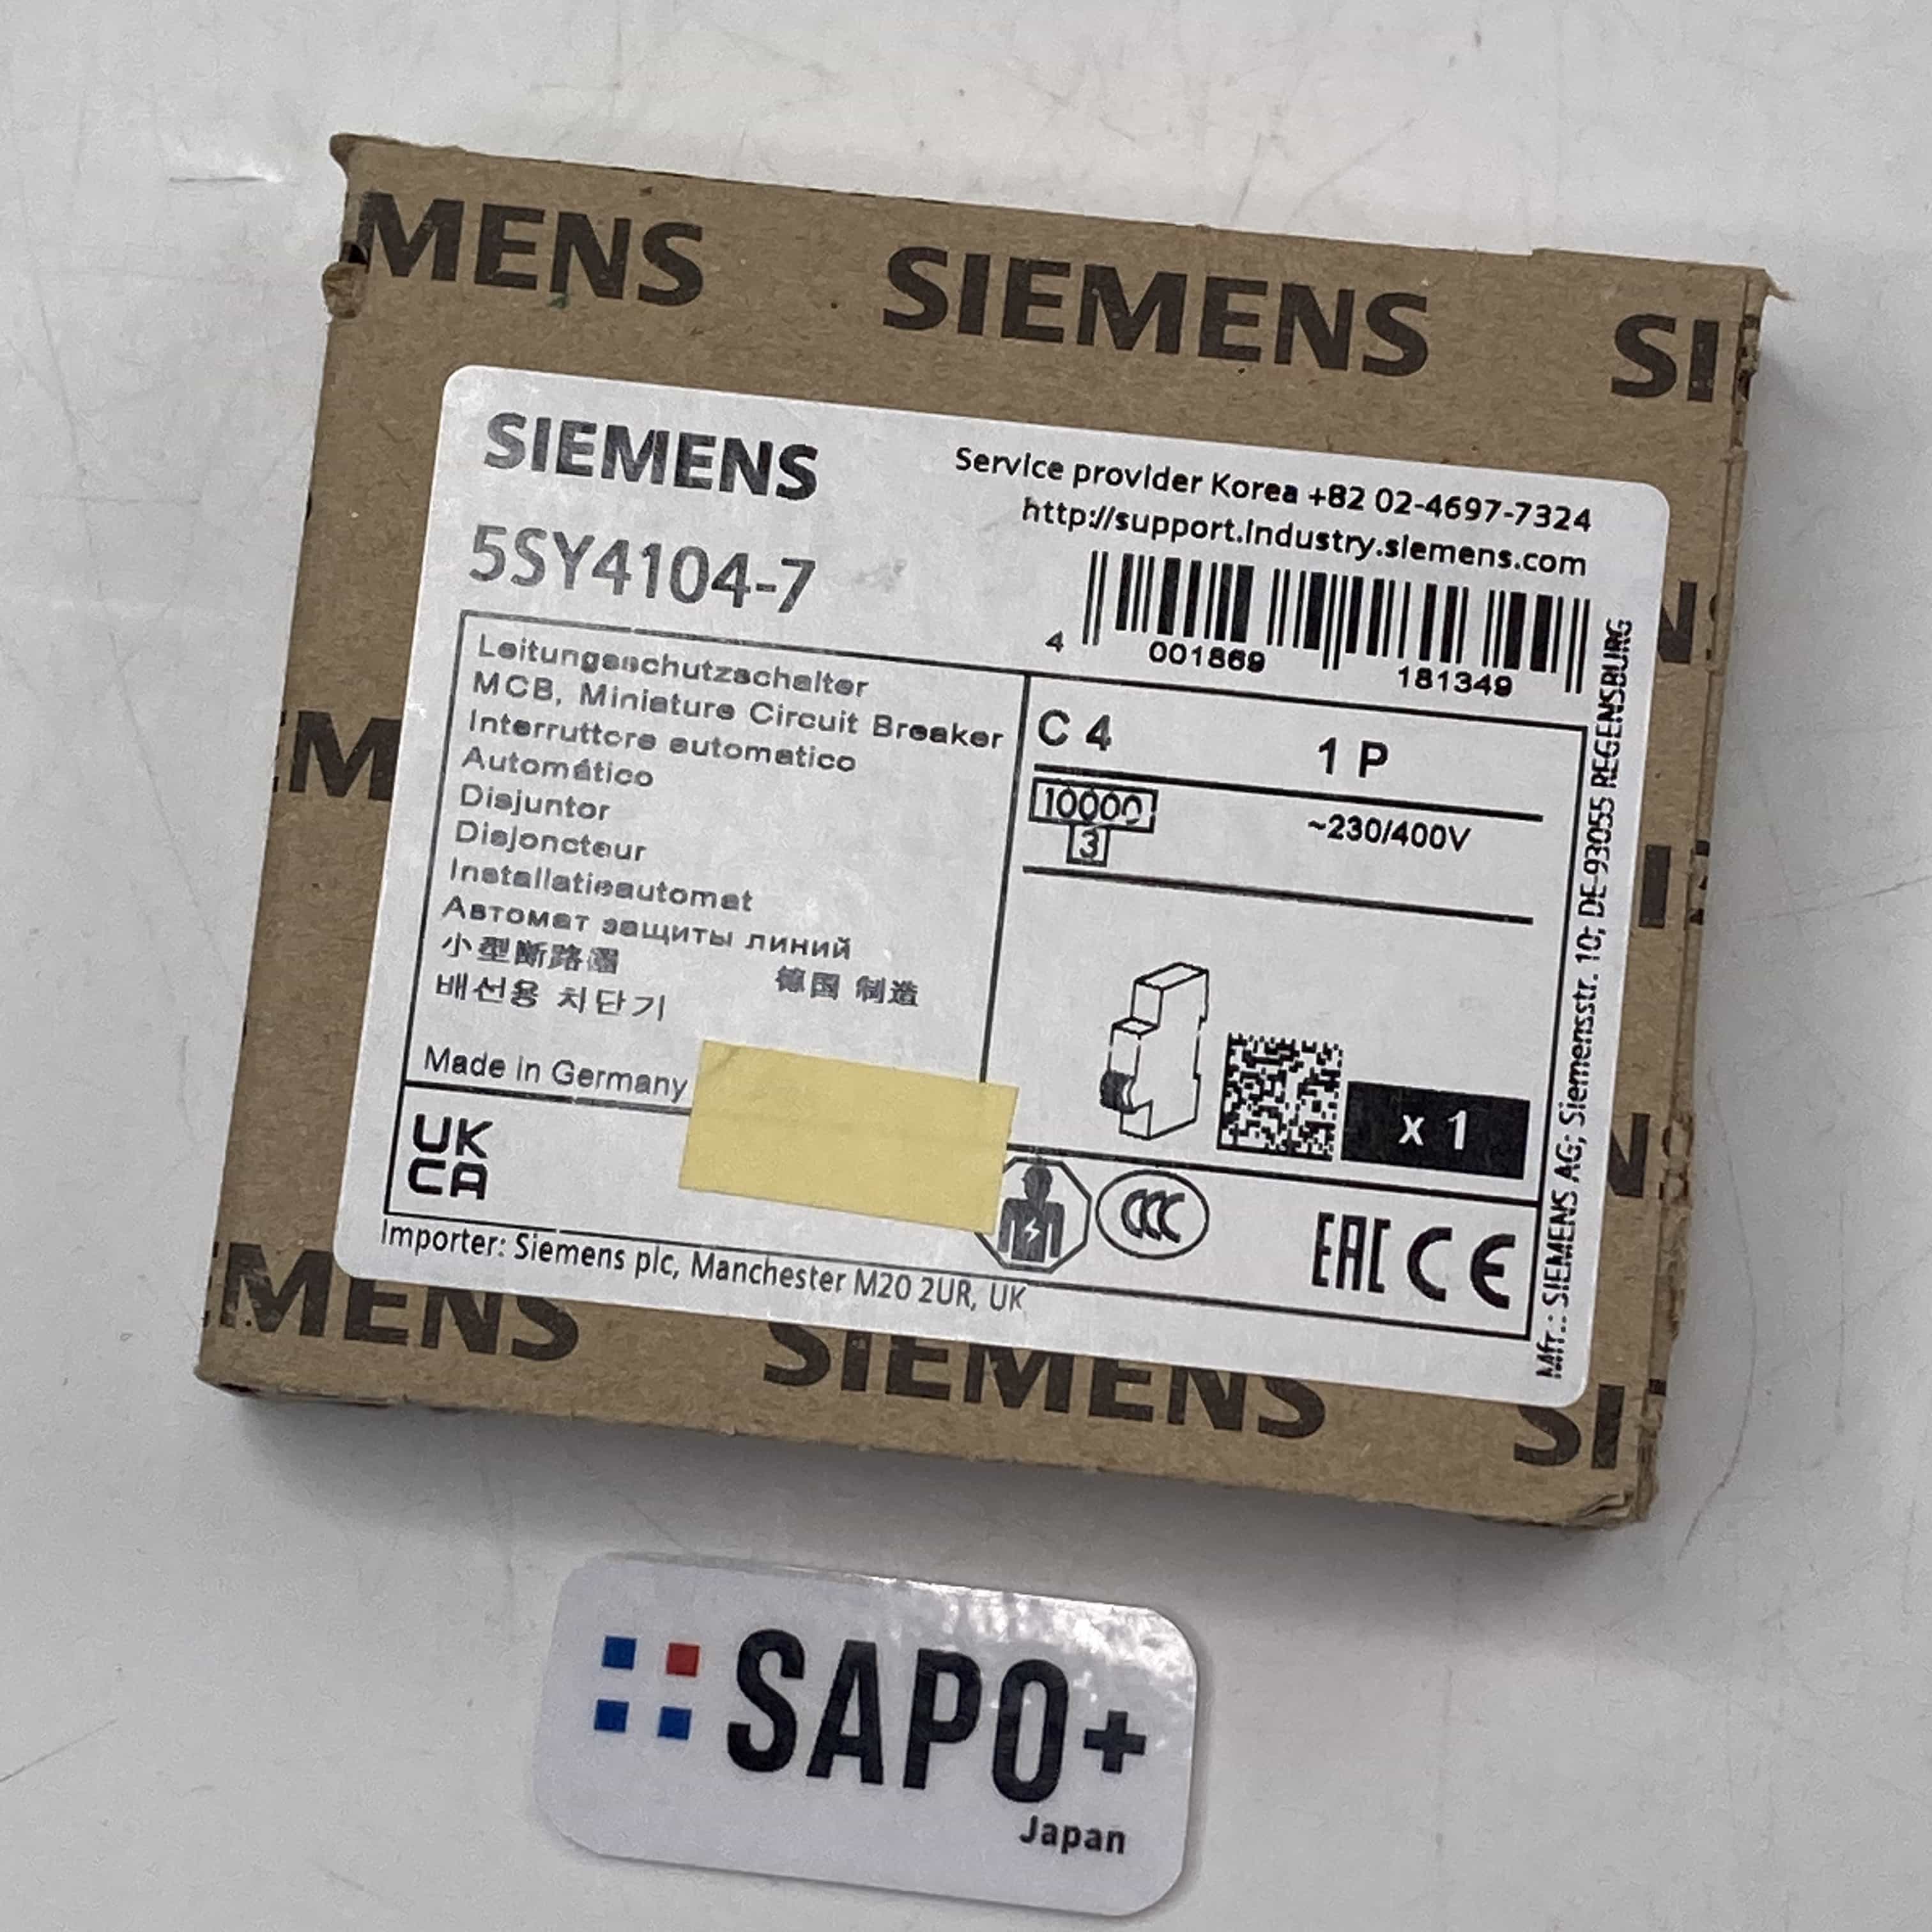 MENS SIEMENS SI
SIEMENS
Service provider Korea +82 02-4697-7324
http://support.industry.siemens.com
5SY4104-7
4 001869 181349
Leitungsschutzschalter
MCB, Miniature Circuit Breaker
Interruttore automatico
Automático
Disjuntor
Disjoncteur
Installatieautomat
Автомат защиты линий
小型断路器 德国 制造
배선용 차단기
Made in Germany
C 4 1 P
10000 ~230/400V
3
x 1
UK
CA
CCC
EAC CE
Importer: Siemens plc, Manchester M20 2UR, UK
Mfr.: SIEMENS AG; Siemensstr. 10; DE-93055 REGENSBURG
EM
N
I
N
EMENS SIEMENS SI
SAPO+
Japan